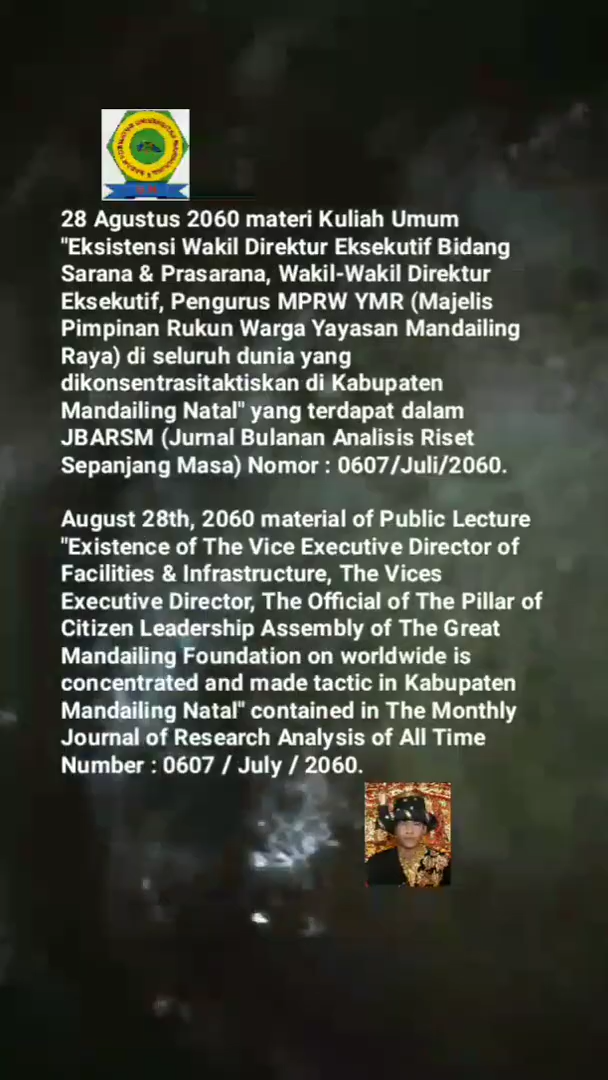 28 Agustus 2060 materi Kuliah Umum
"Eksistensi Wakil Direktur Eksekutif Bidang
Sarana & Prasarana, Wakil-Wakil Direktur
Eksekutif, Pengurus MPRW YMR (Majelis
Pimpinan Rukun Warga Yayasan Mandailing
Raya) di seluruh dunia yang
dikonsentrasitaktiskan di Kabupaten
Mandailing Natal" yang terdapat dalam
JBARSM (Jurnal Bulanan Analisis Riset
Sepanjang Masa) Nomor : 0607/Juli/2060.
August 28th, 2060 material of Public Lecture
"Existence of The Vice Executive Director of
Facilities & Infrastructure, The Vices
Executive Director, The Official of The Pillar of
Citizen Leadership Assembly of The Great
Mandailing Foundation on worldwide is
concentrated and made tactic in Kabupaten
Mandailing Natal" contained in The Monthly
Journal of Research Analysis of All Time
Number : 0607 / July / 2060.